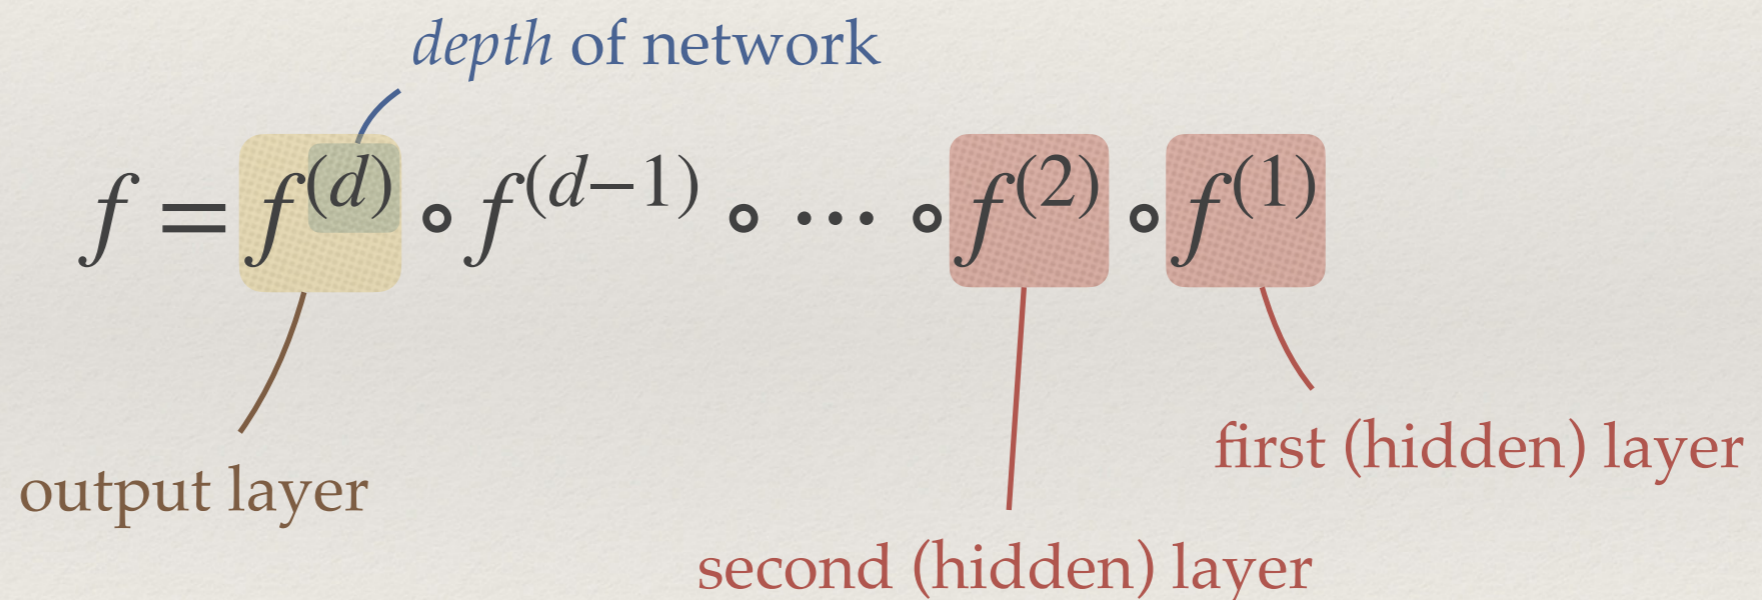 depth of network
f = f^(d) ∘ f^(d−1) ∘ ⋯ ∘ f^(2) ∘ f^(1)
first (hidden) layer
output layer
second (hidden) layer